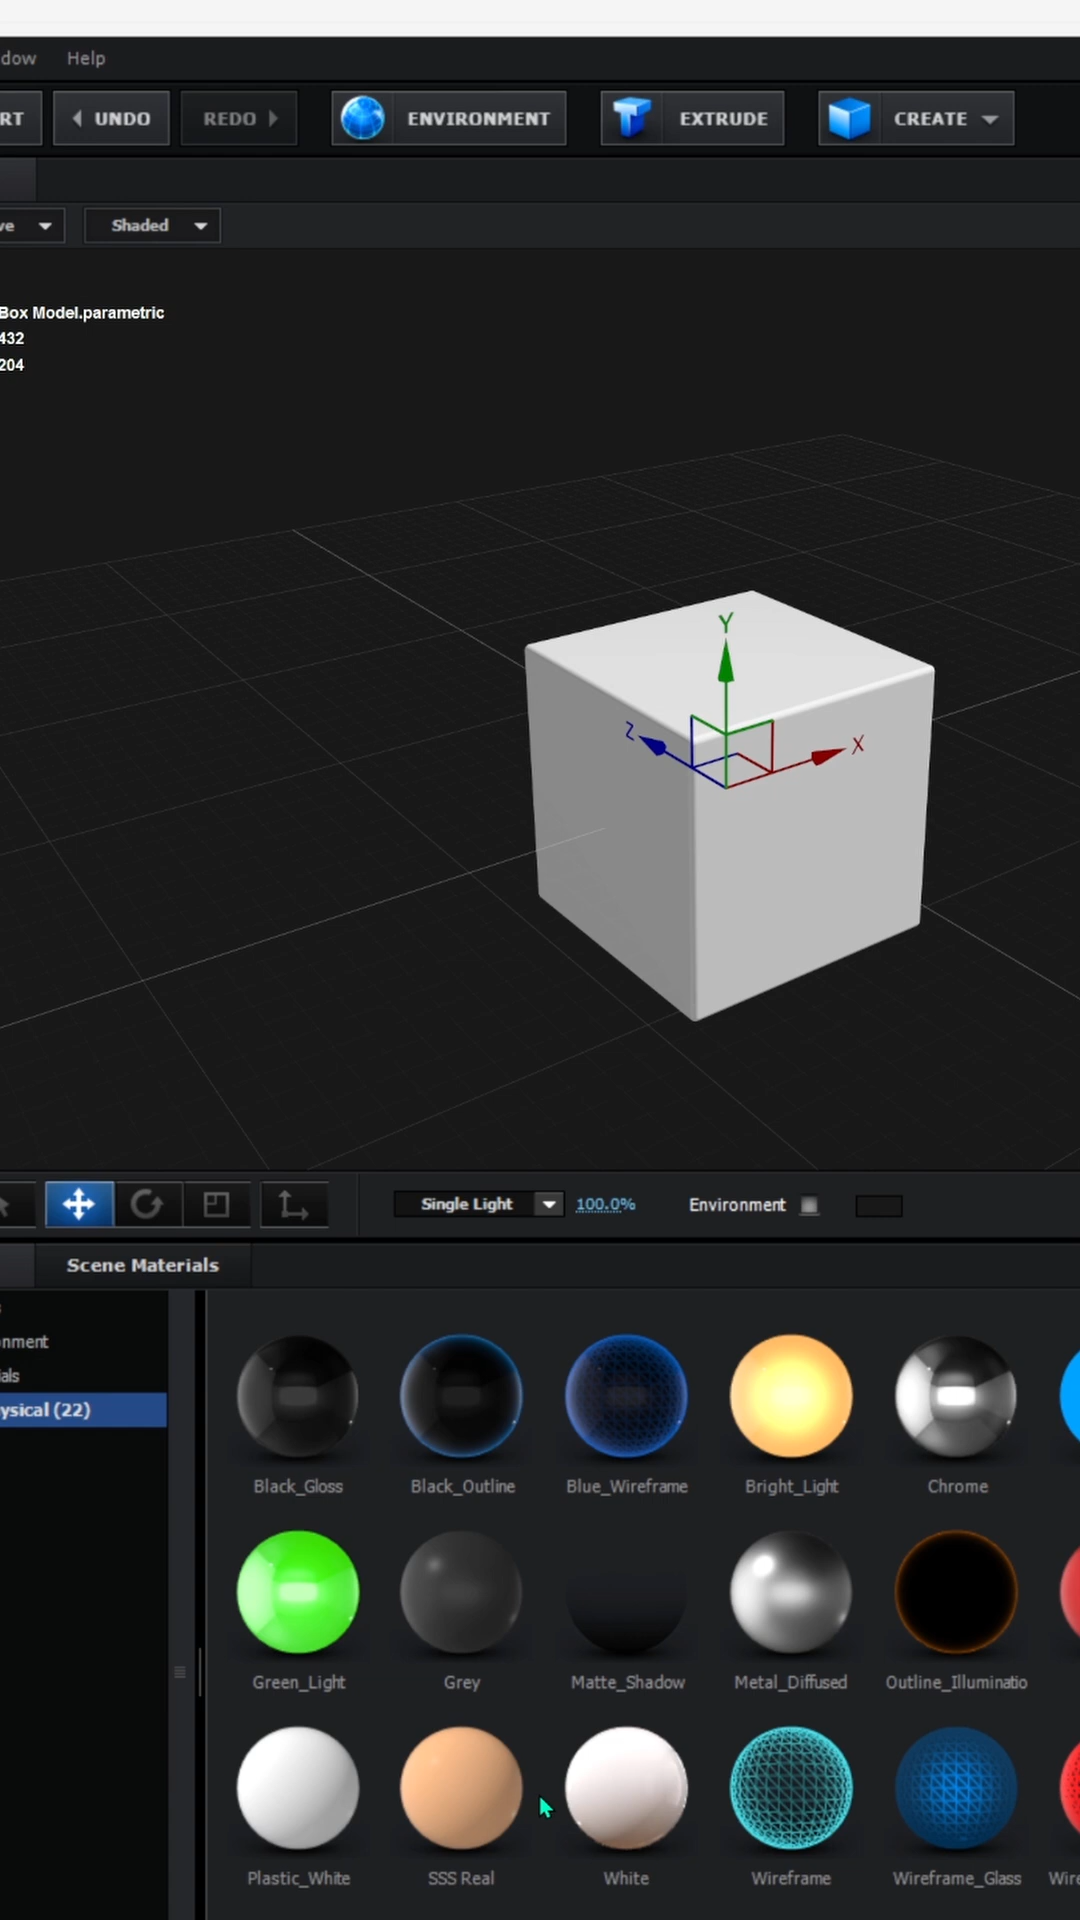 dow Help
RT UNDO REDO ENVIRONMENT EXTRUDE CREATE
ve Shaded
Box Model.parametric
432
204
Y
Z
X
Single Light 100.0% Environment
Scene Materials
nment
als
ysical (22)
Black_Gloss Black_Outline Blue_Wireframe Bright_Light Chrome
Green_Light Grey Matte_Shadow Metal_Diffused Outline_Illuminatio
Plastic_White SSS Real White Wireframe Wireframe_Glass Wire